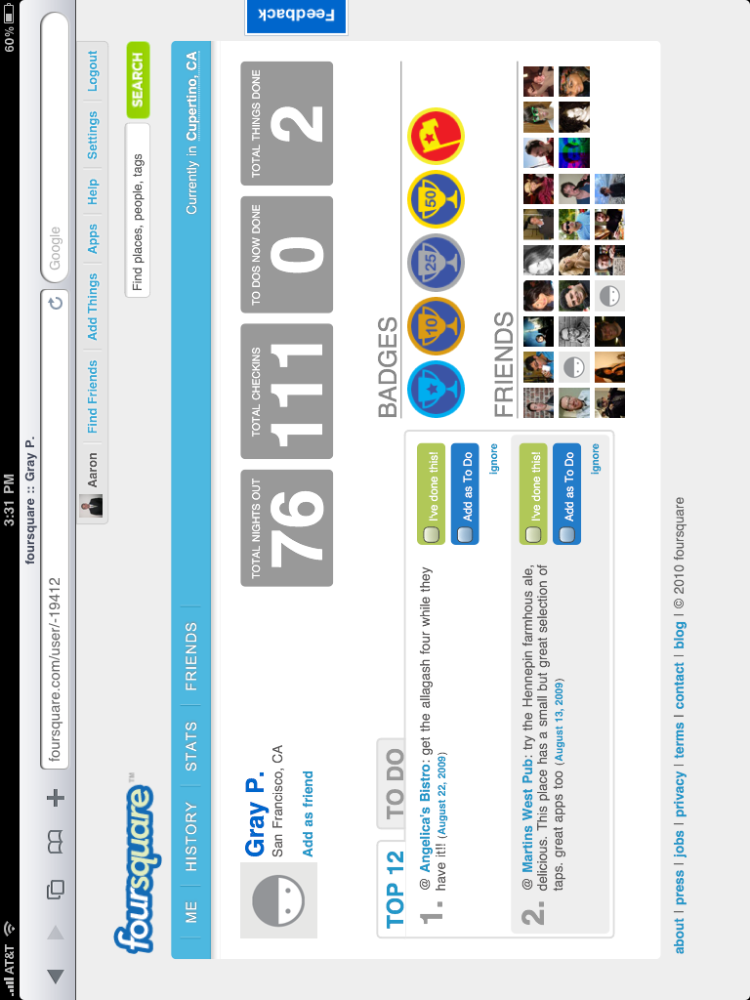 AT&T 3:31 PM 60%
foursquare :: Gray P.
foursquare.com/user/-19412 Google
Aaron Find Friends Add Things Apps Help Settings Logout
foursquare™ Find places, people, tags SEARCH
ME HISTORY STATS FRIENDS Currently in Cupertino, CA
Feedback
Gray P.
San Francisco, CA
Add as friend
TOTAL NIGHTS OUT
76
TOTAL CHECKINS
111
TO DOS NOW DONE
0
TOTAL THINGS DONE
2
TOP 12 TO DO
1. @ Angelica's Bistro: get the allagash four while they
have it!! (August 22, 2009)
I've done this!
Add as To Do
ignore
2. @ Martins West Pub: try the Hennepin farmhous ale,
delicious. This place has a small but great selection of
taps. great apps too (August 13, 2009)
I've done this!
Add as To Do
ignore
BADGES
10 25 50
FRIENDS
about | press | jobs | privacy | terms | contact | blog | © 2010 foursquare